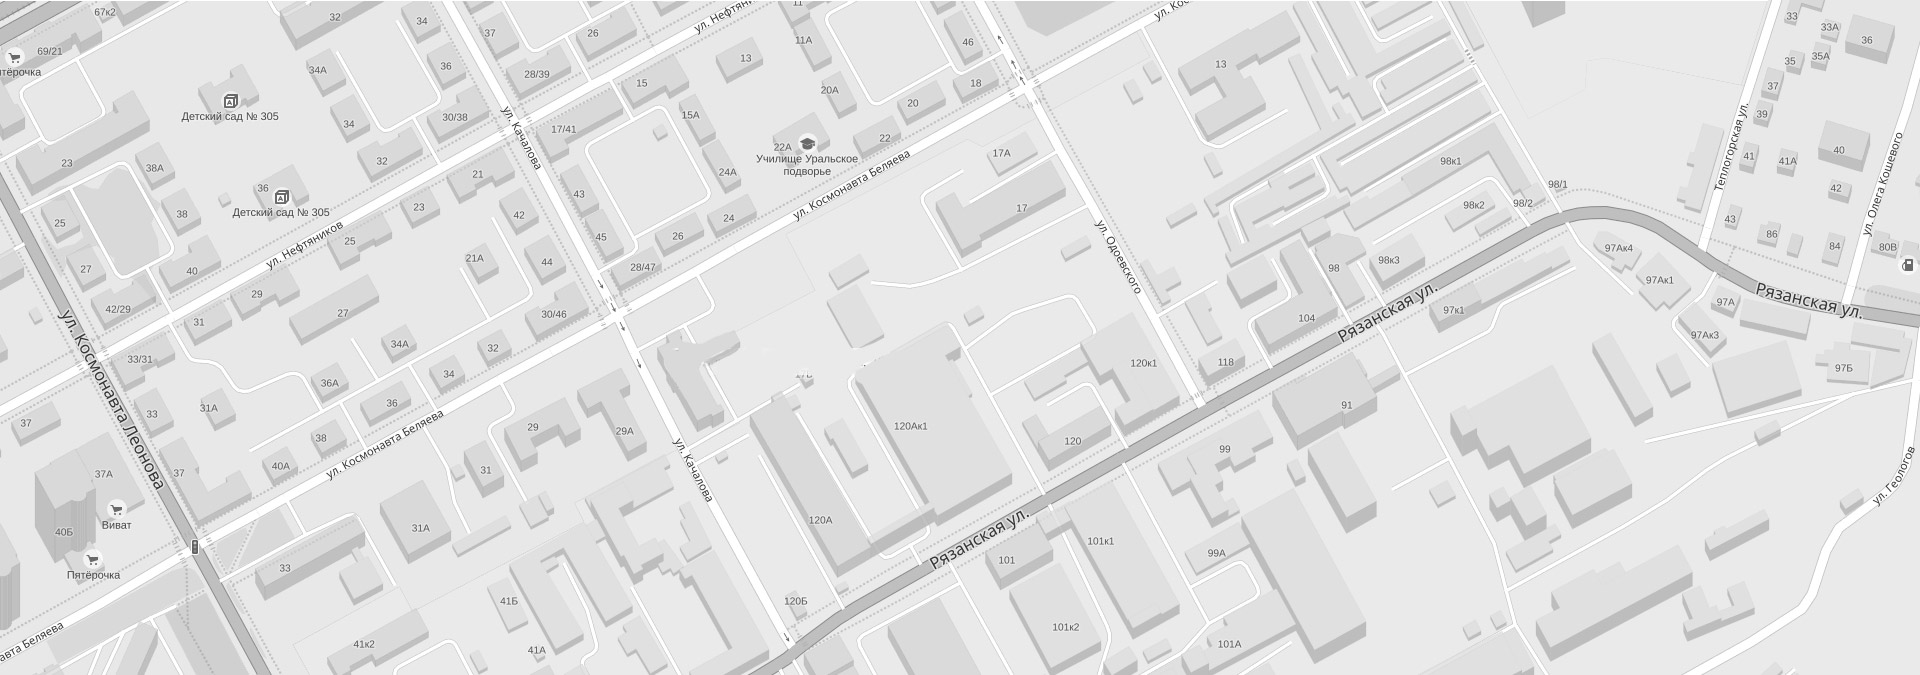 67к2
32
34
37
26
ул. Нефтян
11
11А
13
46
18
ул. Ко
13
33
33А
36
35
35А
37
39
69/21
ятёрочка
34А
36
28/39
15
20А
20
Детский сад № 305
34
30/38
ул. Качалова
17/41
15А
22А
22
Училище Уральское
подворье
17А
98к1
Теплогорская ул.
41
41А
40
ул. Олега Кошевого
23
38А
32
21
24А
ул. Космонавта Беляева
98/1
42
36
Детский сад № 305
38
23
43
42
24
17
98к2
98/2
43
25
ул. Нефтяников
25
45
26
ул. Одоевского
86
84
80В
27
40
21А
44
28/47
98
98к3
97Ак4
97Ак1
42/29
29
27
30/46
104
Рязанская ул.
97к1
97А
Рязанская ул.
31
34А
32
97Ак3
ул. Космонавта Леонова
33/31
36А
34
118
120к1
97Б
33
31А
36
91
37
38
ул. Космонавта Беляева
29
29А
120Ак1
120
99
37А
37
40А
31
ул. Качалова
ул. Геологов
Виват
40Б
31А
120А
Рязанская ул.
101к1
99А
Пятёрочка
33
101
41Б
120Б
авта Беляева
41к2
41А
101к2
101А